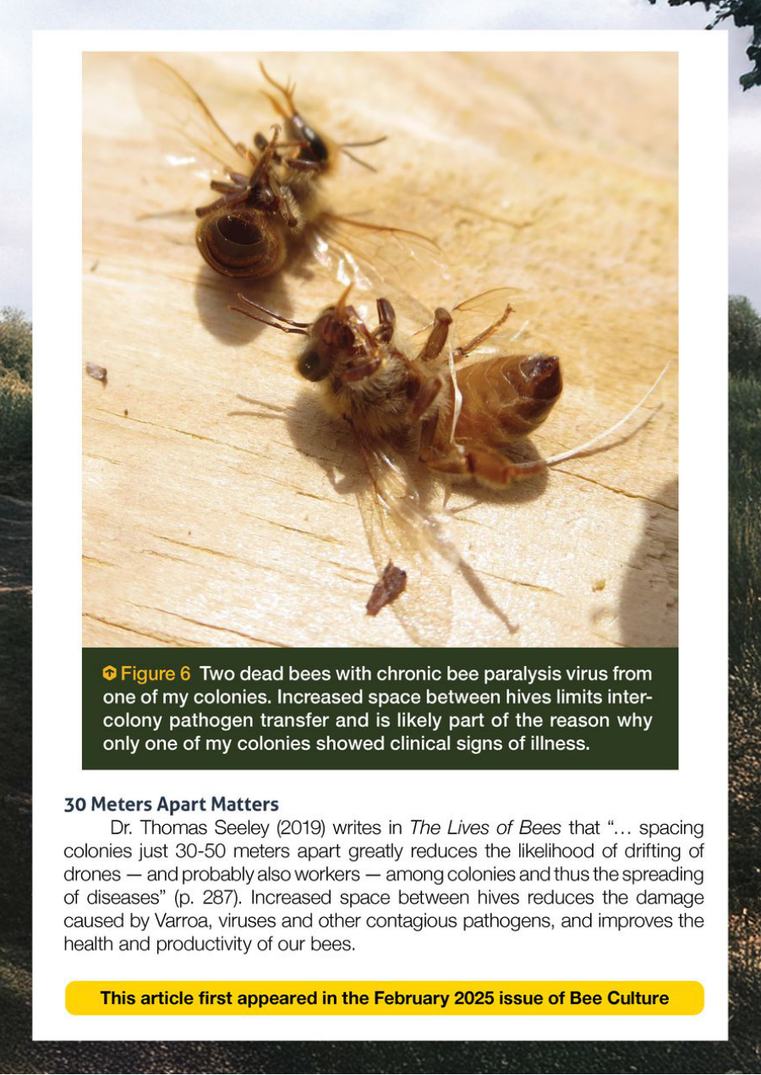 Figure 6 Two dead bees with chronic bee paralysis virus from
one of my colonies. Increased space between hives limits inter-
colony pathogen transfer and is likely part of the reason why
only one of my colonies showed clinical signs of illness.
30 Meters Apart Matters
Dr. Thomas Seeley (2019) writes in The Lives of Bees that “… spacing
colonies just 30-50 meters apart greatly reduces the likelihood of drifting of
drones — and probably also workers — among colonies and thus the spreading
of diseases” (p. 287). Increased space between hives reduces the damage
caused by Varroa, viruses and other contagious pathogens, and improves the
health and productivity of our bees.
This article first appeared in the February 2025 issue of Bee Culture